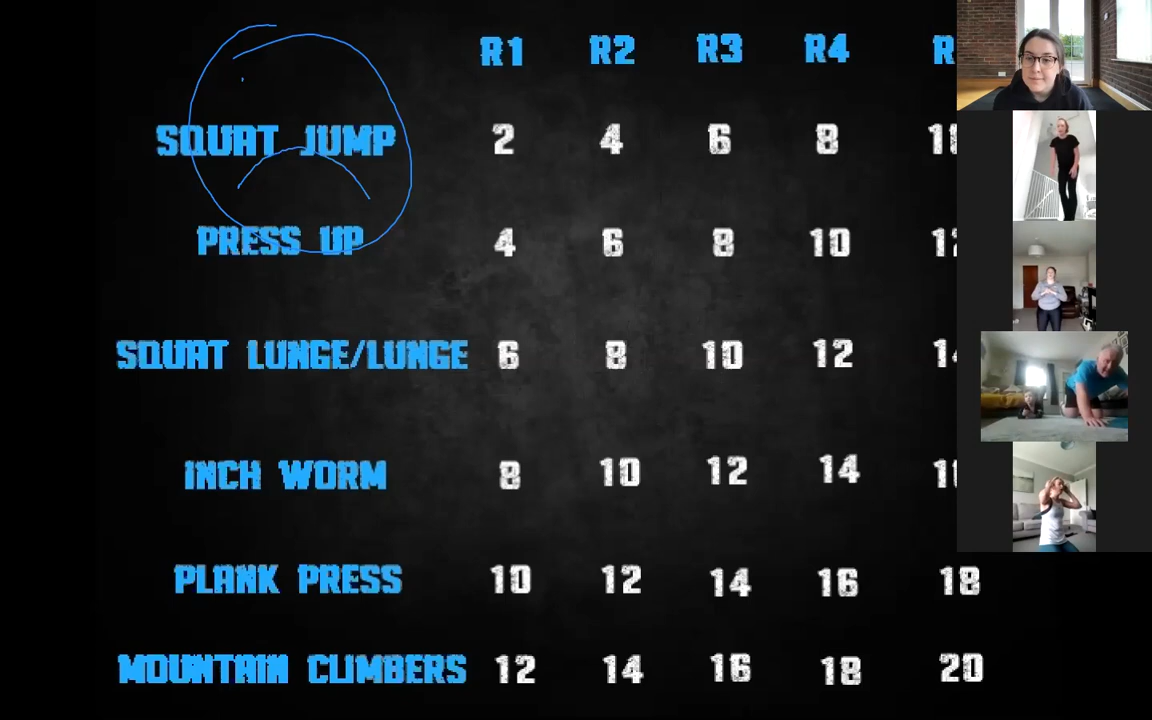 R1 R2 R3 R4
SQUAT JUMP 2 4 6 8
PRESS UP 4 6 8 10
SQUAT LUNGE/LUNGE 6 8 10 12
INCH WORM 8 10 12 14
PLANK PRESS 10 12 14 16 18
MOUNTAIN CLIMBERS 12 14 16 18 20